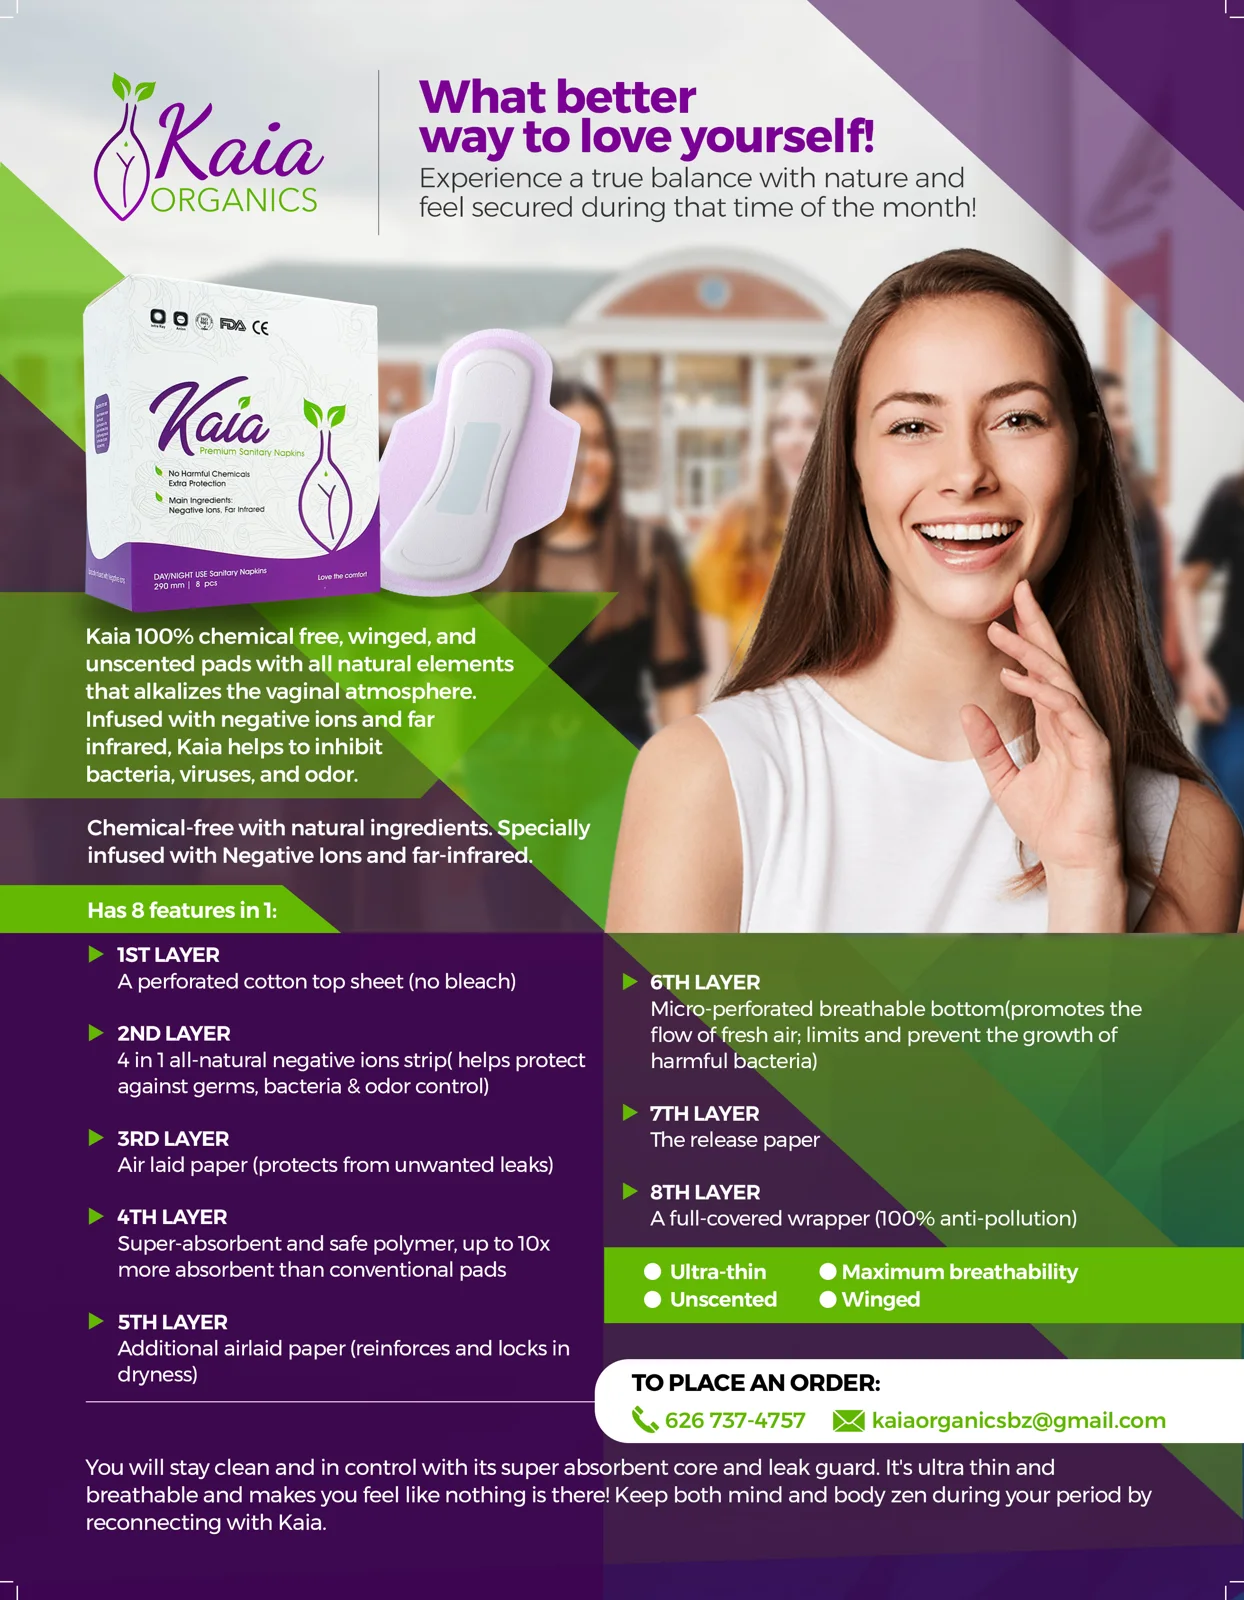 Kaia
ORGANICS
What better
way to love yourself!
Experience a true balance with nature and
feel secured during that time of the month!
FDA CE
Kaia
Premium Sanitary Napkins
No Harmful Chemicals
Extra Protection
Main Ingredients:
Negative Ions, Far Infrared
DAY/NIGHT USE Sanitary Napkins
290 mm | 8 pcs
Love the comfort
Kaia 100% chemical free, winged, and
unscented pads with all natural elements
that alkalizes the vaginal atmosphere.
Infused with negative ions and far
infrared, Kaia helps to inhibit
bacteria, viruses, and odor.
Chemical-free with natural ingredients. Specially
infused with Negative Ions and far-infrared.
Has 8 features in 1:
1ST LAYER
A perforated cotton top sheet (no bleach)
2ND LAYER
4 in 1 all-natural negative ions strip( helps protect
against germs, bacteria & odor control)
3RD LAYER
Air laid paper (protects from unwanted leaks)
4TH LAYER
Super-absorbent and safe polymer, up to 10x
more absorbent than conventional pads
5TH LAYER
Additional airlaid paper (reinforces and locks in
dryness)
6TH LAYER
Micro-perforated breathable bottom(promotes the
flow of fresh air; limits and prevent the growth of
harmful bacteria)
7TH LAYER
The release paper
8TH LAYER
A full-covered wrapper (100% anti-pollution)
Ultra-thin
Maximum breathability
Unscented
Winged
TO PLACE AN ORDER:
626 737-4757
kaiaorganicsbz@gmail.com
You will stay clean and in control with its super absorbent core and leak guard. It's ultra thin and
breathable and makes you feel like nothing is there! Keep both mind and body zen during your period by
reconnecting with Kaia.